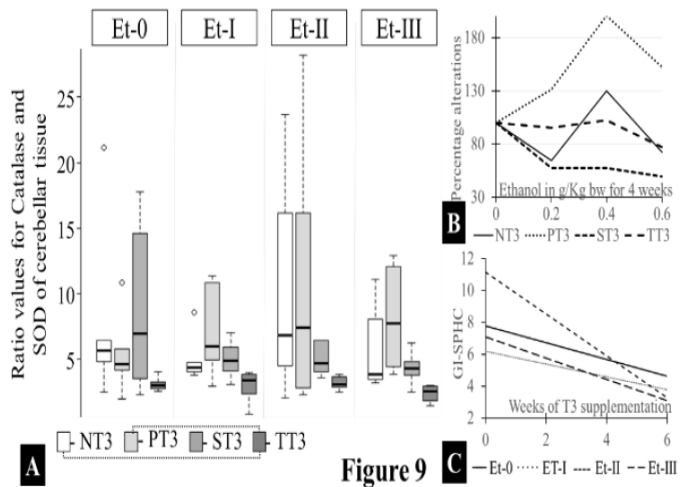 A
Et-0 Et-I Et-II Et-III
Ratio values for Catalase and
SOD of cerebellar tissue
25
20
15
10
5
NT3 PT3 ST3 TT3
Figure 9
Percentage alterations
180
130
80
30
Ethanol in g/Kg bw for 4 weeks
0 0.2 0.4 0.6
B
NT3 PT3 ST3 TT3
GI-SPHC
12
10
8
6
4
2
Weeks of T3 supplementation
0 2 4 6
C
Et-0 ET-I Et-II Et-III